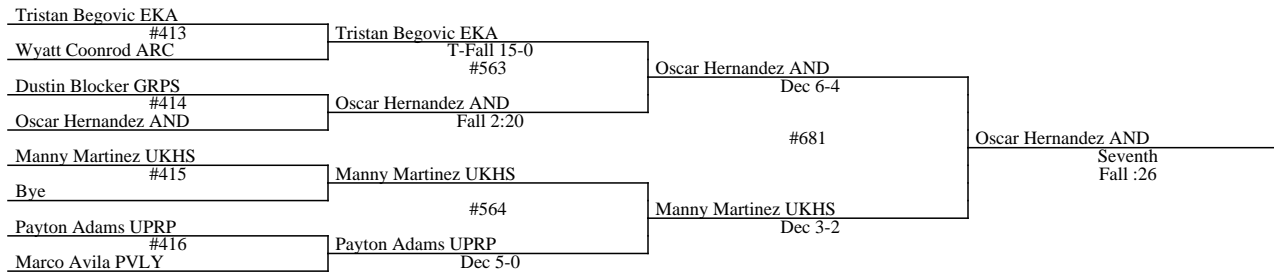 Tristan Begovic EKA
#413
Wyatt Coonrod ARC
Dustin Blocker GRPS
#414
Oscar Hernandez AND
Manny Martinez UKHS
#415
Bye
Payton Adams UPRP
#416
Marco Avila PVLY
Tristan Begovic EKA
T-Fall 15-0
#563
Oscar Hernandez AND
Fall 2:20
Manny Martinez UKHS
#564
Payton Adams UPRP
Dec 5-0
Oscar Hernandez AND
Dec 6-4
#681
Manny Martinez UKHS
Dec 3-2
Oscar Hernandez AND
Seventh
Fall :26